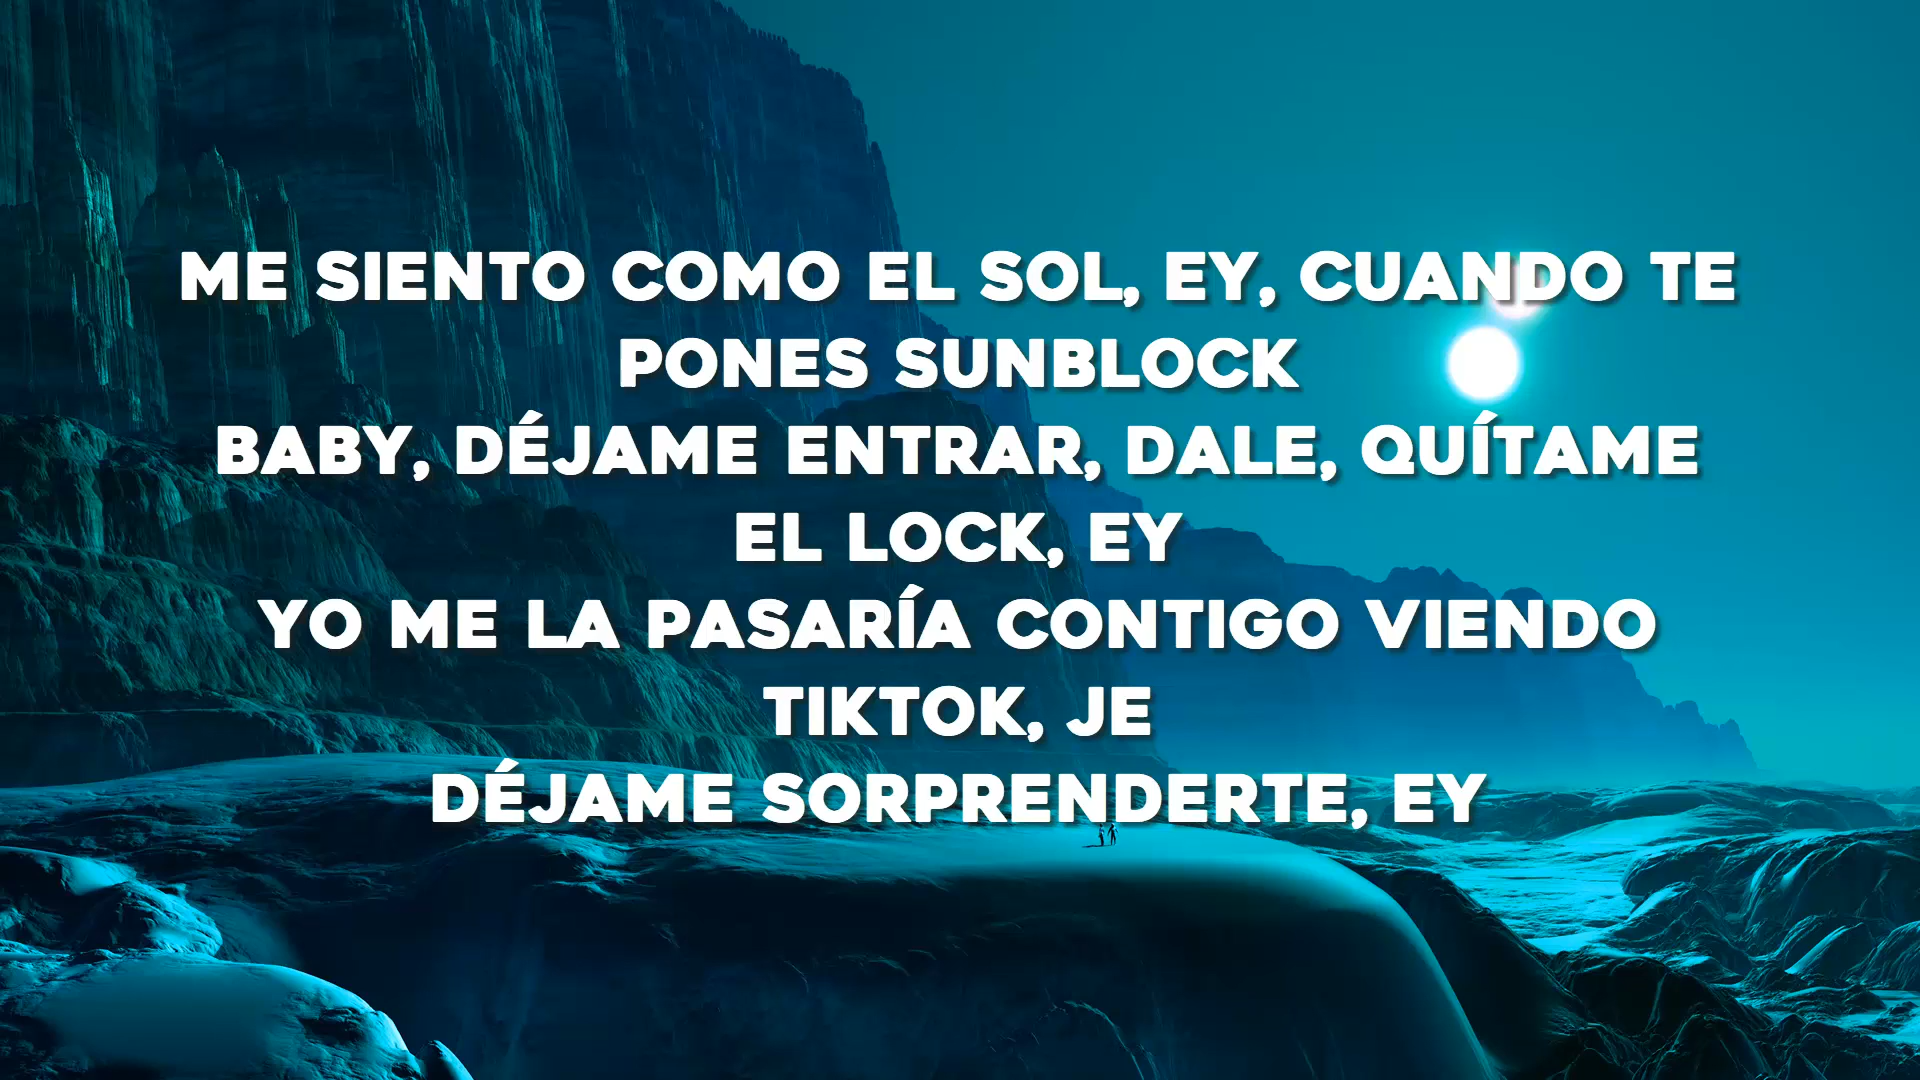 ME SIENTO COMO EL SOL, EY, CUANDO TE
PONES SUNBLOCK
BABY, DÉJAME ENTRAR, DALE, QUÍTAME
EL LOCK, EY
YO ME LA PASARÍA CONTIGO VIENDO
TIKTOK, JE
DÉJAME SORPRENDERTE, EY